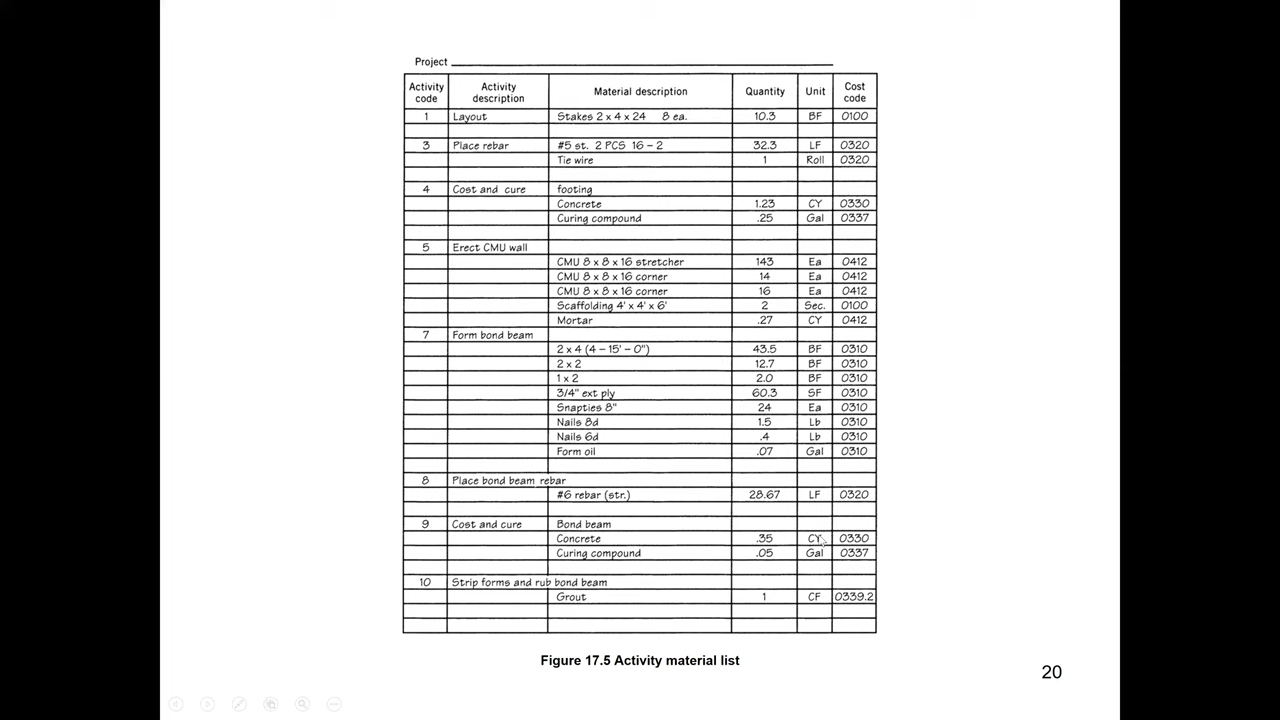 Project
Activity code Activity description Material description Quantity Unit Cost code
1 Layout Stakes 2 x 4 x 24 8 ea. 10.3 BF 0100
3 Place rebar #5 st. 2 PCS 16 – 2 32.3 LF 0320
Tie wire 1 Roll 0320
4 Cost and cure footing
Concrete 1.23 CY 0330
Curing compound .25 Gal 0337
5 Erect CMU wall
CMU 8 x 8 x 16 stretcher 143 Ea 0412
CMU 8 x 8 x 16 corner 14 Ea 0412
CMU 8 x 8 x 16 corner 16 Ea 0412
Scaffolding 4' x 4' x 6' 2 Sec. 0100
Mortar .27 CY 0412
7 Form bond beam
2 x 4 (4 – 15' – 0") 43.5 BF 0310
2 x 2 12.7 BF 0310
1 x 2 2.0 BF 0310
3/4" ext ply 60.3 SF 0310
Snapties 8" 24 Ea 0310
Nails 8d 1.5 Lb 0310
Nails 6d .4 Lb 0310
Form oil .07 Gal 0310
8 Place bond beam rebar
#6 rebar (str.) 28.67 LF 0320
9 Cost and cure Bond beam
Concrete .35 CY 0330
Curing compound .05 Gal 0337
10 Strip forms and rub bond beam
Grout 1 CF 0339.2
Figure 17.5 Activity material list
20